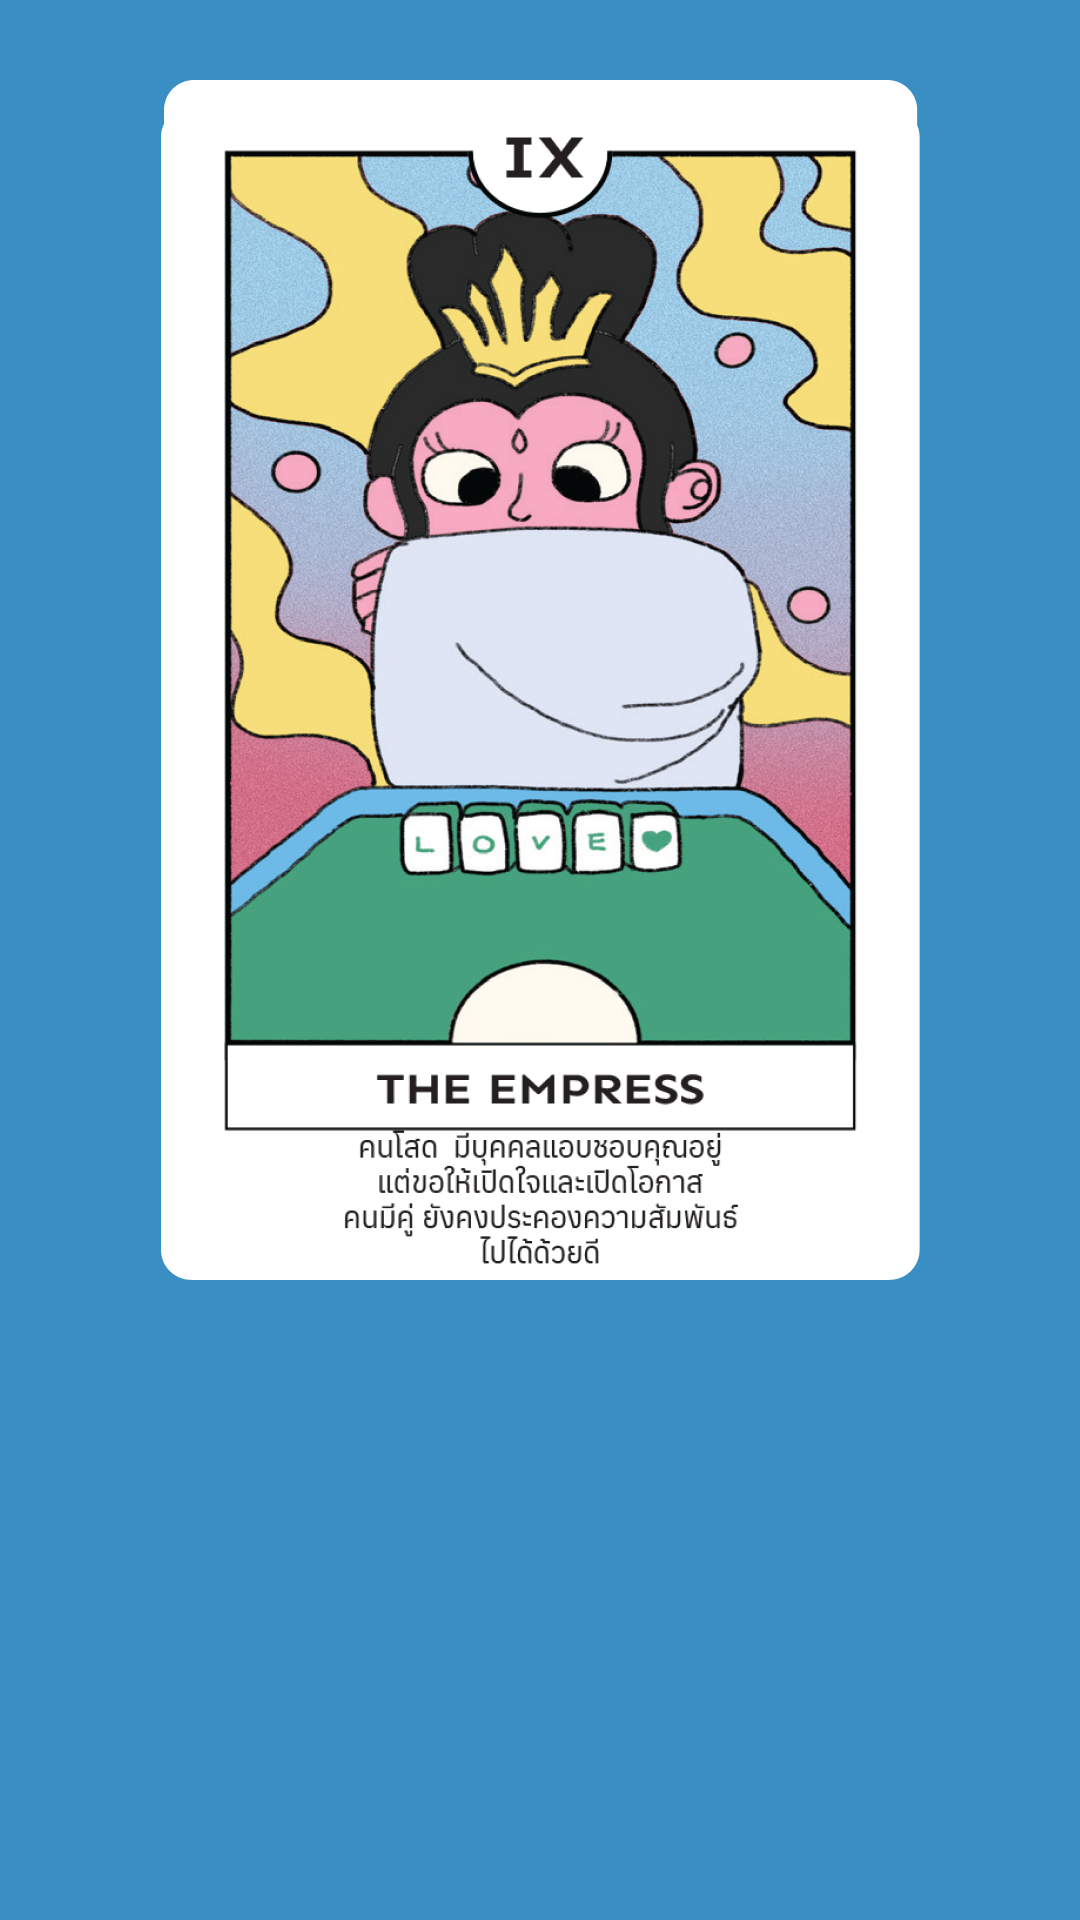 IX
L O V E
THE EMPRESS
คนโสด มีบุคคลแอบชอบคุณอยู่
แต่ขอให้เปิดใจและเปิดโอกาส
คนมีคู่ ยังคงประคองความสัมพันธ์
ไปได้ด้วยดี